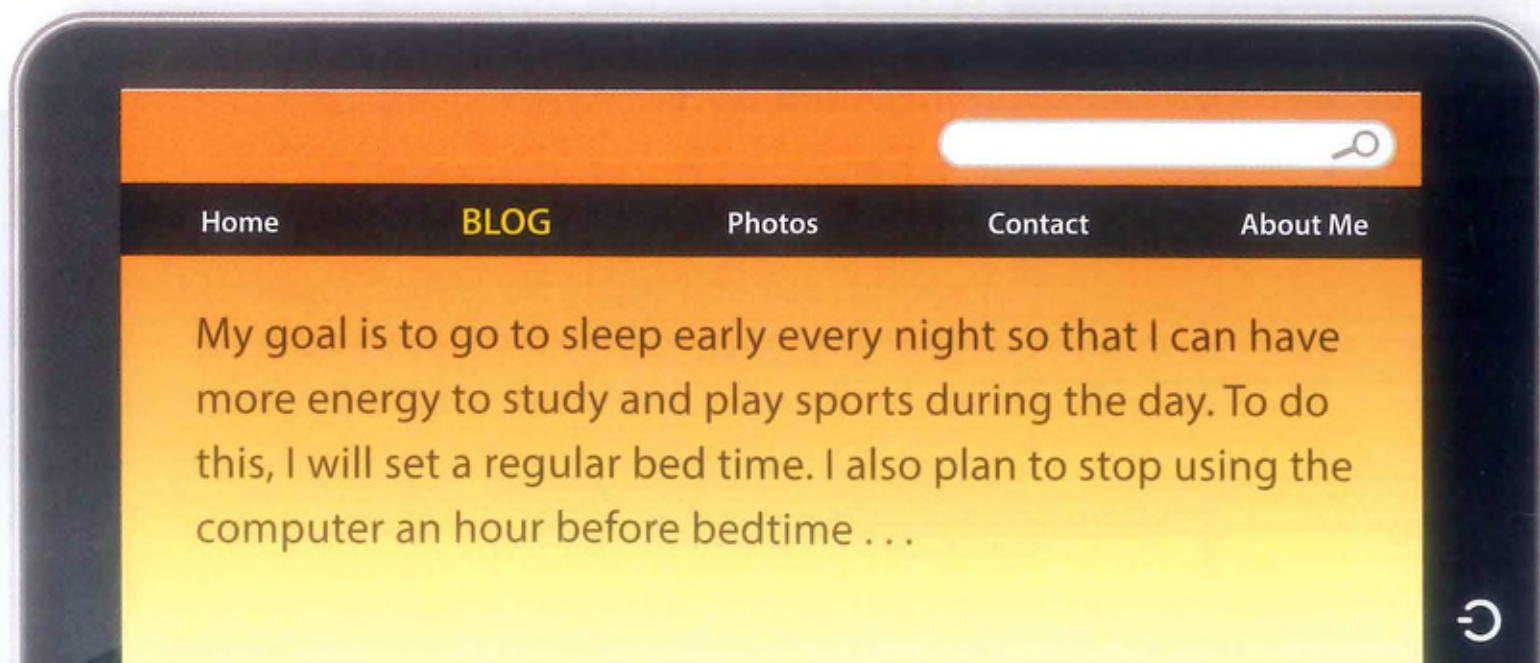 Home BLOG Photos Contact About Me
My goal is to go to sleep early every night so that I can have
more energy to study and play sports during the day. To do
this, I will set a regular bed time. I also plan to stop using the
computer an hour before bedtime . . .